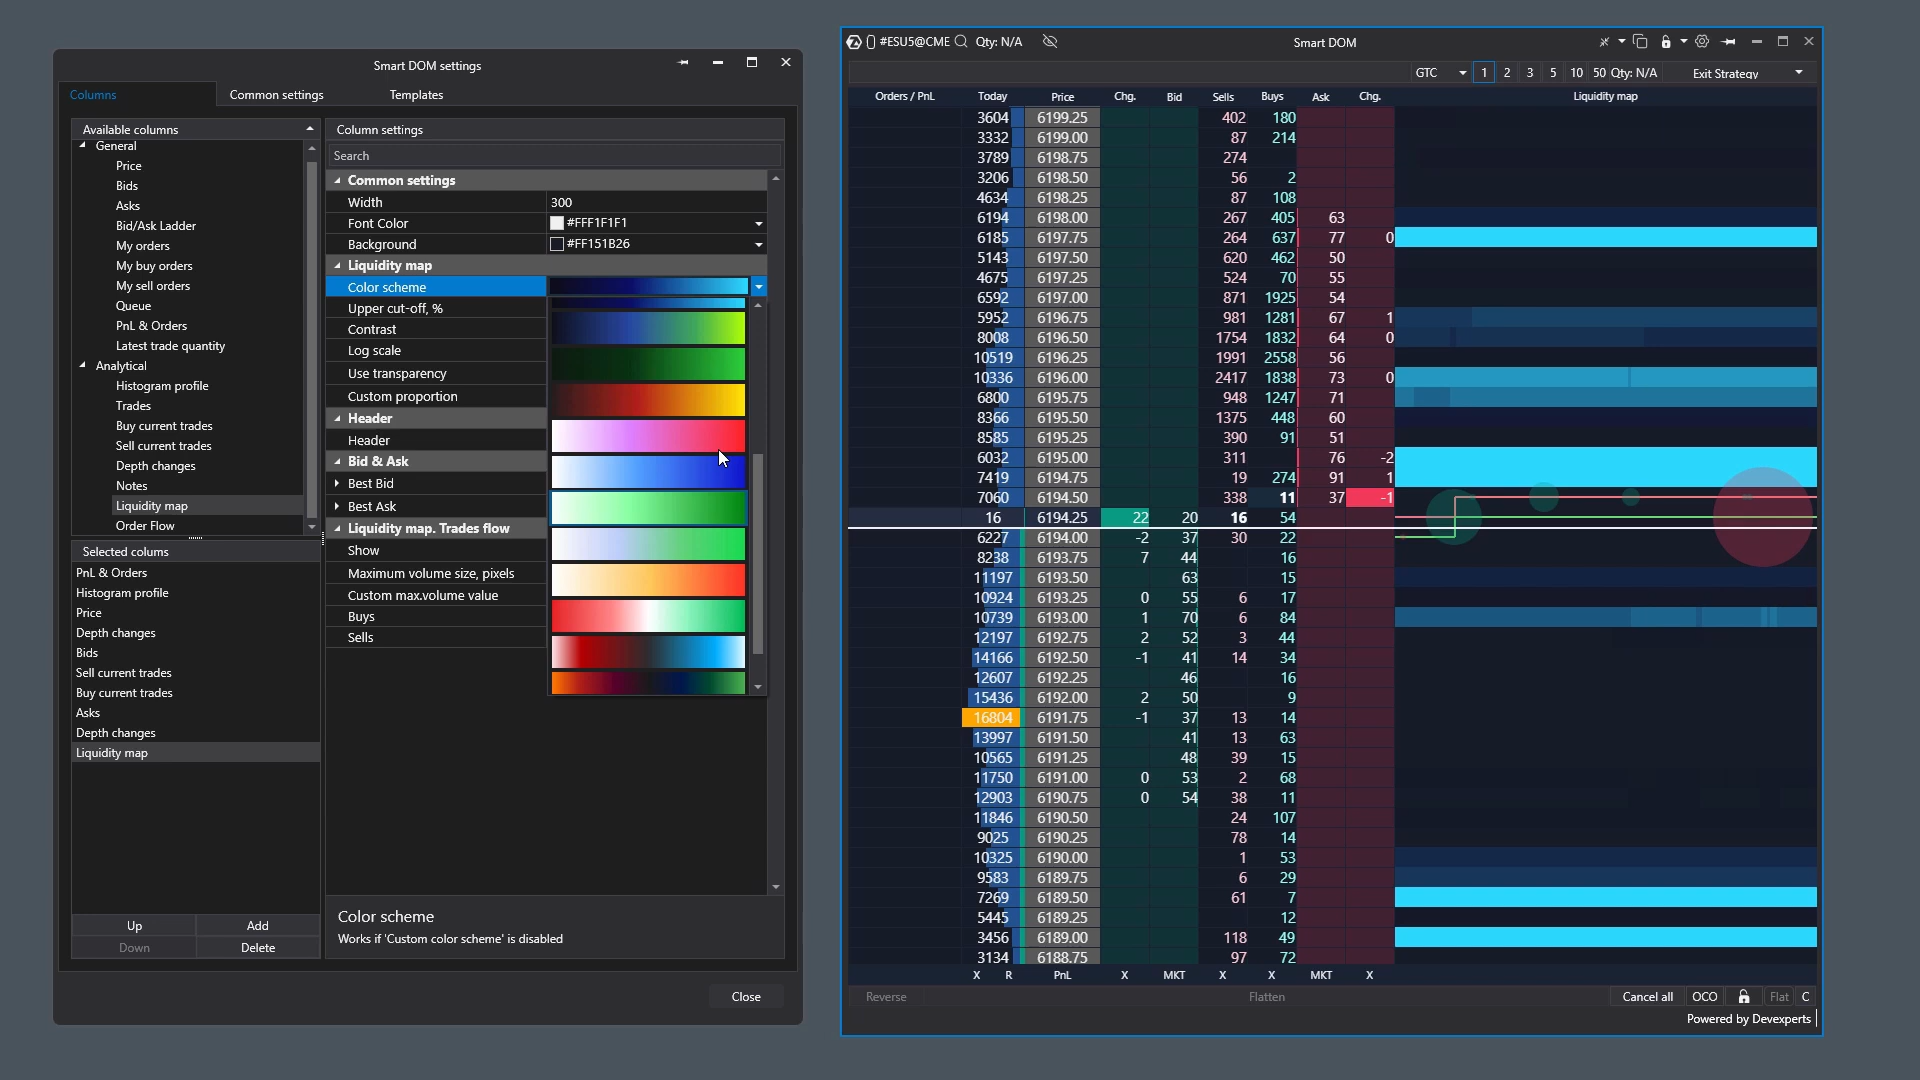 Smart DOM settings
Columns
Common settings
Templates
Available columns
General
Price
Bids
Asks
Bid/Ask Ladder
My orders
My buy orders
My sell orders
Queue
PnL & Orders
Latest trade quantity
Analytical
Histogram profile
Trades
Buy current trades
Sell current trades
Depth changes
Notes
Liquidity map
Order Flow
Selected colums
PnL & Orders
Histogram profile
Price
Depth changes
Bids
Sell current trades
Buy current trades
Asks
Depth changes
Liquidity map
Up
Add
Down
Delete
Column settings
Search
Common settings
Width 300
Font Color #FFF1F1F1
Background #FF151B26
Liquidity map
Color scheme
Upper cut-off, %
Contrast
Log scale
Use transparency
Custom proportion
Header
Header
Bid & Ask
Best Bid
Best Ask
Liquidity map. Trades flow
Show
Maximum volume size, pixels
Custom max.volume value
Buys
Sells
Color scheme
Works if 'Custom color scheme' is disabled
Close
#ESU5@CME Qty: N/A
Smart DOM
GTC 1 2 3 5 10 50 Qty: N/A Exit Strategy
Orders / PnL Today Price Chg. Bid Sells Buys Ask Chg. Liquidity map
3604 6199.25 402 180
3332 6199.00 87 214
3789 6198.75 274
3206 6198.50 56 2
4634 6198.25 87 108
6194 6198.00 267 405 63
6185 6197.75 264 637 77 0
5143 6197.50 620 462 50
4675 6197.25 524 70 55
6592 6197.00 871 1925 54
5952 6196.75 981 1281 67 1
8008 6196.50 1754 1832 64 0
10519 6196.25 1991 2558 56
10336 6196.00 2417 1838 73 0
6800 6195.75 948 1247 71
8366 6195.50 1375 448 60
8585 6195.25 390 91 51
6032 6195.00 311 76 -2
7419 6194.75 19 274 91 1
7060 6194.50 338 11 37 -1
16 6194.25 22 20 16 54
6227 6194.00 -2 37 30 22
8238 6193.75 7 44 16
11197 6193.50 63 15
10924 6193.25 0 55 6 17
10739 6193.00 1 70 6 84
12197 6192.75 2 52 3 44
14166 6192.50 -1 41 14 34
12607 6192.25 46 16
15436 6192.00 2 50 9
16804 6191.75 -1 37 13 14
13997 6191.50 41 13 63
10565 6191.25 48 39 15
11750 6191.00 0 53 2 68
12903 6190.75 0 54 38 11
11846 6190.50 24 107
9025 6190.25 78 14
10325 6190.00 1 53
9583 6189.75 6 29
7269 6189.50 61 7
5445 6189.25 12
3456 6189.00 118 49
3134 6188.75 97 72
X R PnL X MKT X X MKT X
Reverse Flatten Cancel all OCO Flat C
Powered by Devexperts